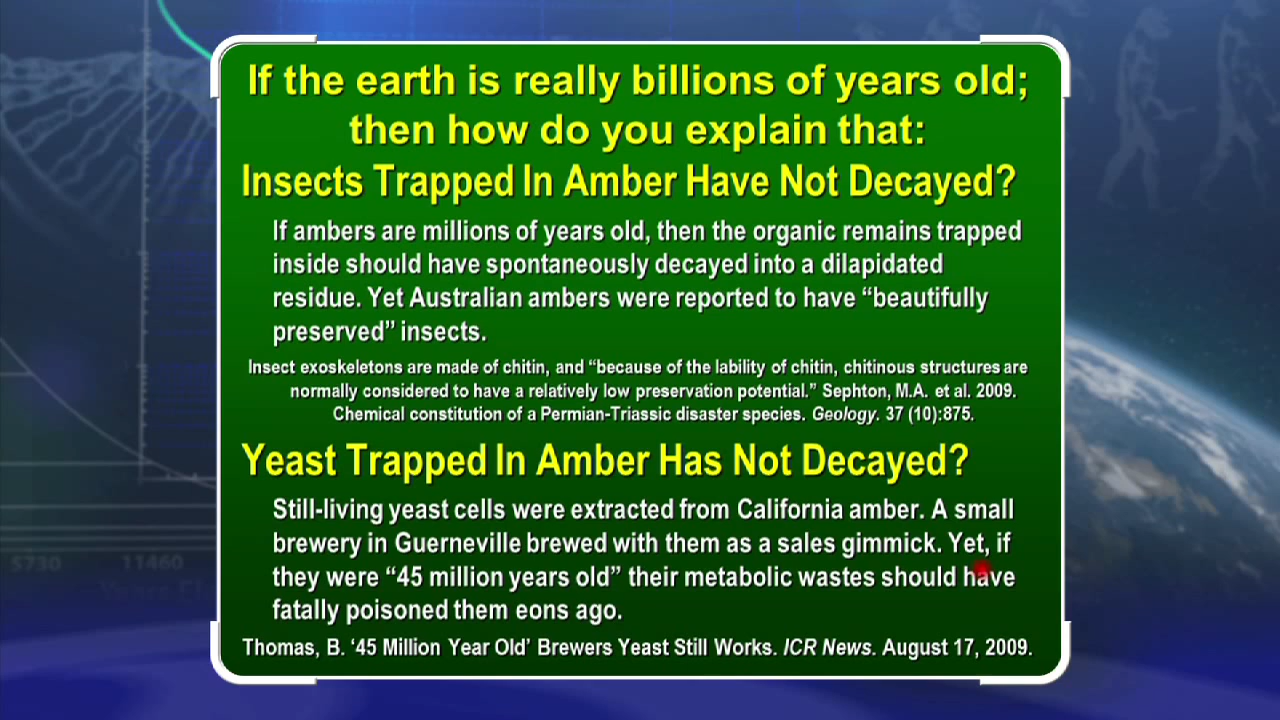 If the earth is really billions of years old;
then how do you explain that:
Insects Trapped In Amber Have Not Decayed?
If ambers are millions of years old, then the organic remains trapped
inside should have spontaneously decayed into a dilapidated
residue. Yet Australian ambers were reported to have “beautifully
preserved” insects.
Insect exoskeletons are made of chitin, and “because of the lability of chitin, chitinous structures are
normally considered to have a relatively low preservation potential.” Sephton, M.A. et al. 2009.
Chemical constitution of a Permian-Triassic disaster species. Geology. 37 (10):875.
Yeast Trapped In Amber Has Not Decayed?
Still-living yeast cells were extracted from California amber. A small
brewery in Guerneville brewed with them as a sales gimmick. Yet, if
they were “45 million years old” their metabolic wastes should have
fatally poisoned them eons ago.
Thomas, B. ‘45 Million Year Old’ Brewers Yeast Still Works. ICR News. August 17, 2009.
5730 11460
Years El